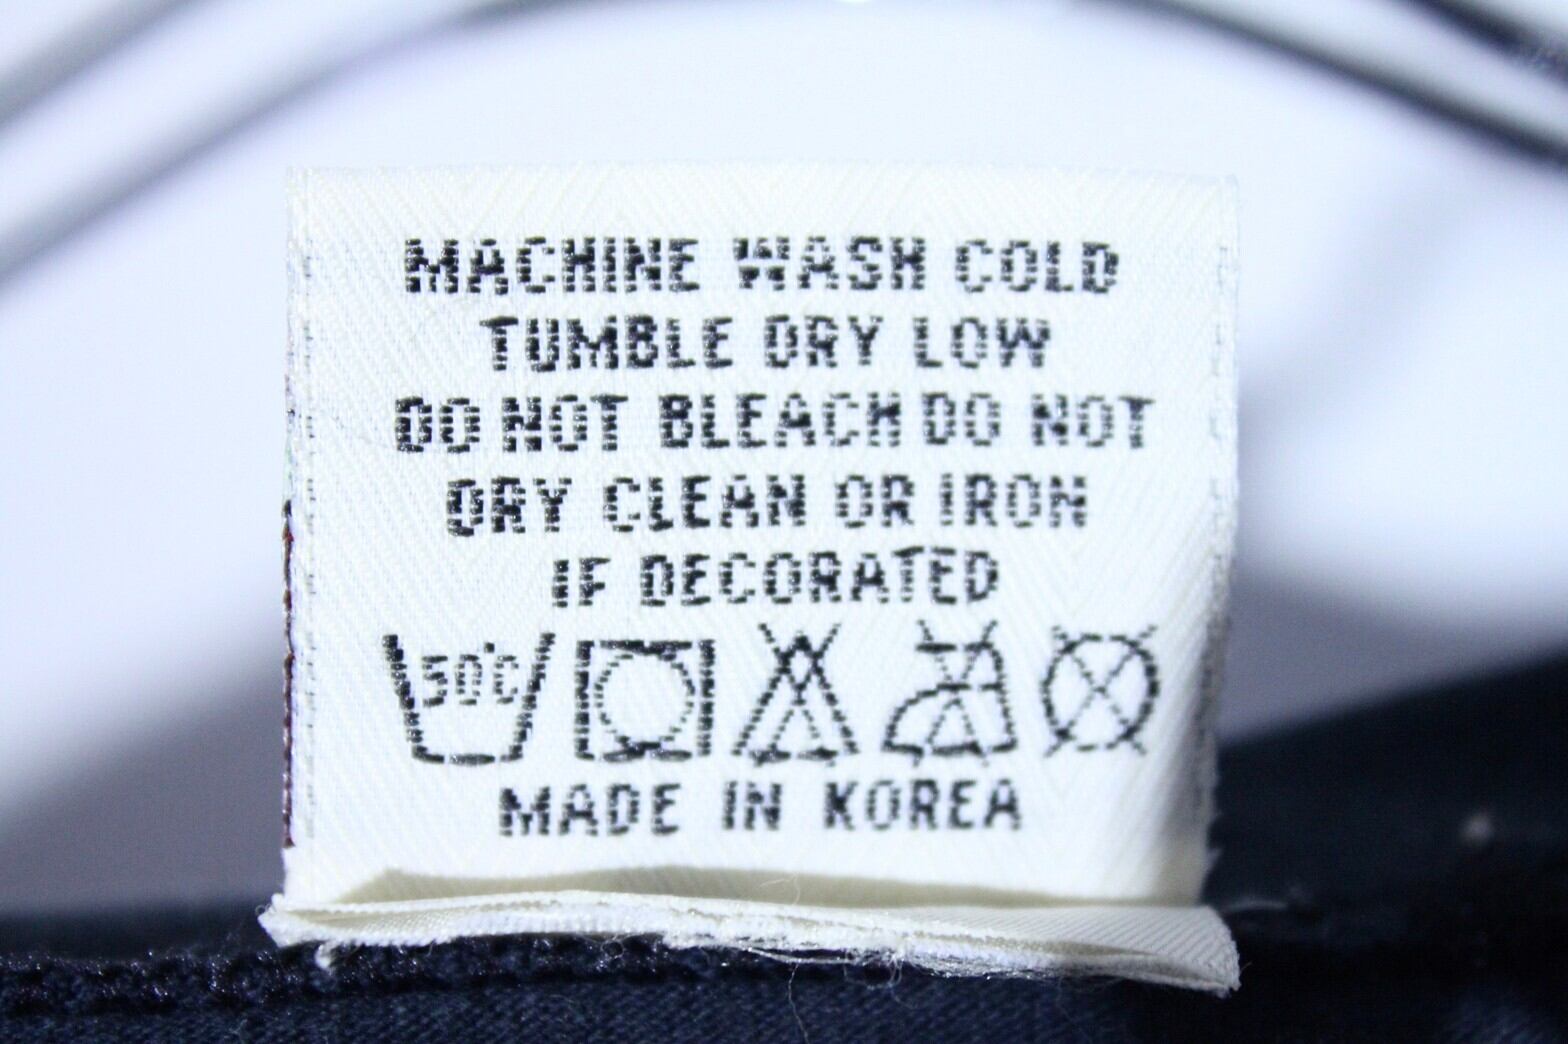 MACHINE WASH COLD
TUMBLE DRY LOW
DO NOT BLEACH DO NOT
DRY CLEAN OR IRON
IF DECORATED
50°C
MADE IN KOREA